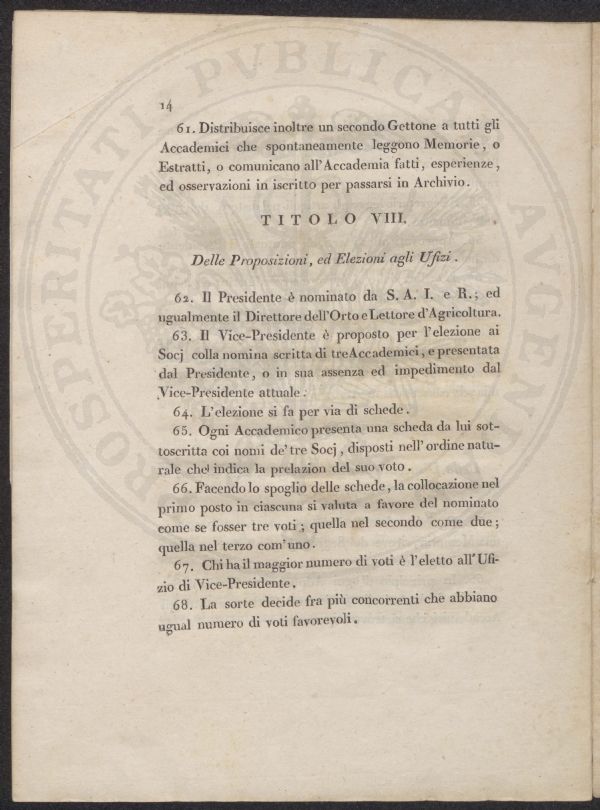 PROSPERITATI PVBLICAE AVGENDAE
14
61. Distribuisce inoltre un secondo Gettone a tutti gli
Accademici che spontaneamente leggono Memorie, o
Estratti, o comunicano all'Accademia fatti, esperienze,
ed osservazioni in iscritto per passarsi in Archivio.
TITOLO VIII.
Delle Proposizioni, ed Elezioni agli Ufizi.
62. Il Presidente è nominato da S. A. I. e R.; ed
ugualmente il Direttore dell'Orto e Lettore d'Agricoltura.
63. Il Vice-Presidente è proposto per l'elezione ai
Socj colla nomina scritta di tre Accademici, e presentata
dal Presidente, o in sua assenza ed impedimento dal
Vice-Presidente attuale.
64. L'elezione si fa per via di schede.
65. Ogni Accademico presenta una scheda da lui sot-
toscritta coi nomi de' tre Socj, disposti nell'ordine natu-
rale che indica la prelazion del suo voto.
66. Facendo lo spoglio delle schede, la collocazione nel
primo posto in ciascuna si valuta a favore del nominato
come se fosser tre voti; quella nel secondo come due;
quella nel terzo com'uno.
67. Chi ha il maggior numero di voti è l'eletto all'Ufi-
zio di Vice-Presidente.
68. La sorte decide fra più concorrenti che abbiano
ugual numero di voti favorevoli.